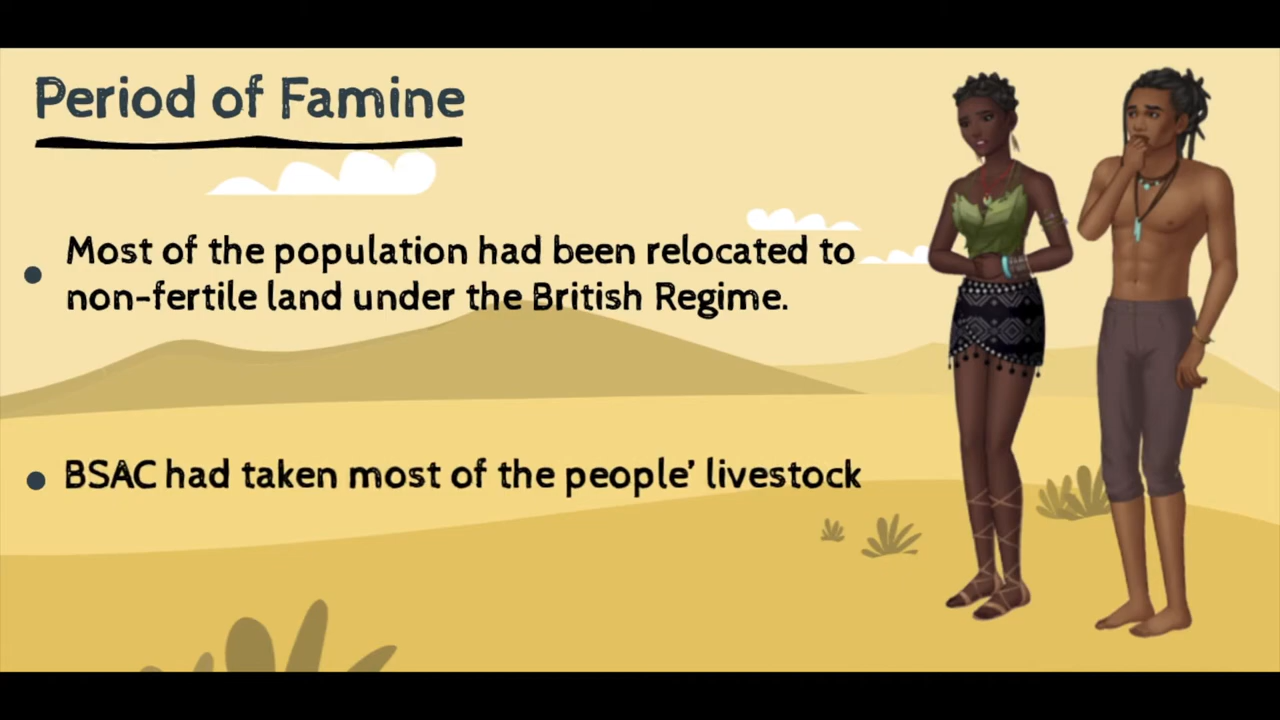 Period of Famine
Most of the population had been relocated to
non-fertile land under the British Regime.
BSAC had taken most of the people’ livestock